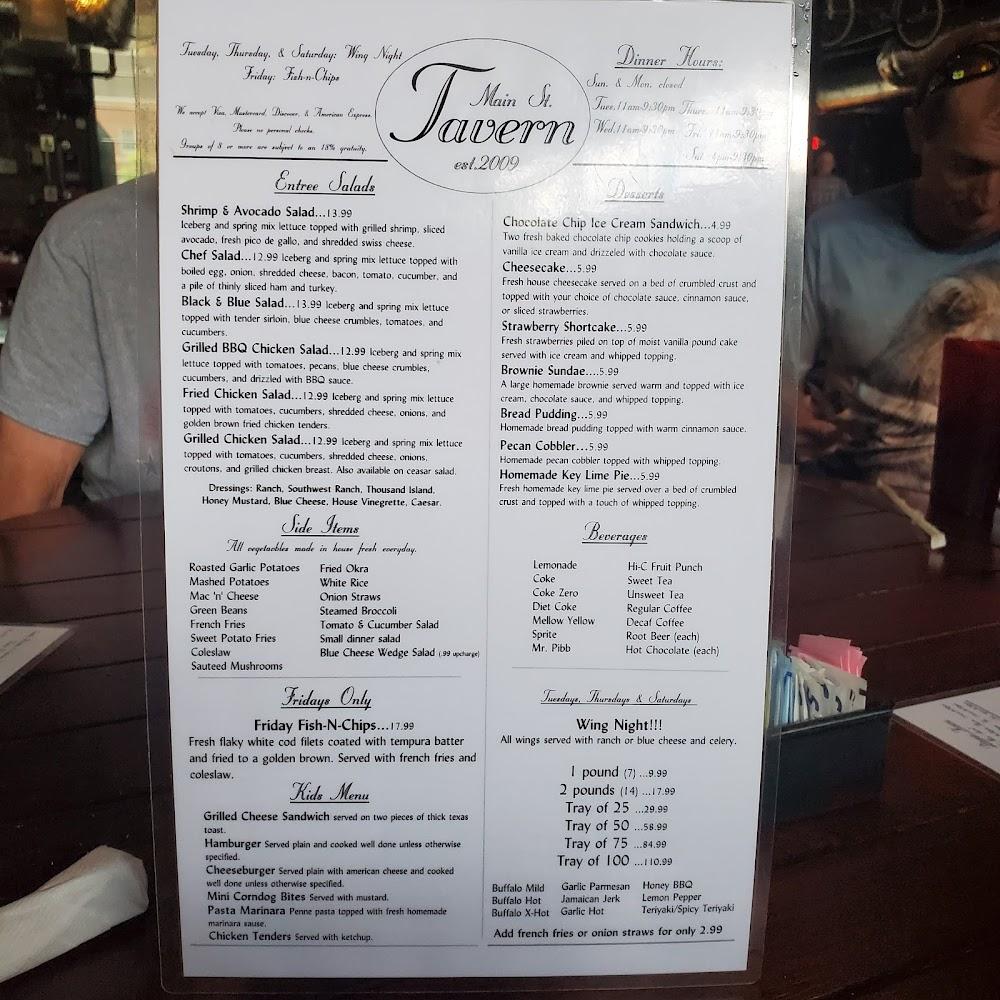 Tuesday, Thursday, & Saturday: Wing Night
Friday: Fish-n-Chips
We accept Visa, Mastercard, Discover, & American Express.
Please no personal checks.
Groups of 8 or more are subject to an 18% gratuity.
Main St.
Tavern
est.2009
Dinner Hours:
Sun. & Mon. closed
Tues.11am-9:30pm Thurs. 11am-9:30pm
Wed.11am-9:30pm Fri. 11am-9:30pm
Sat. 4pm-9:30pm
Entree Salads
Shrimp & Avocado Salad...13.99
Iceberg and spring mix lettuce topped with grilled shrimp, sliced
avocado, fresh pico de gallo, and shredded swiss cheese.
Chef Salad...12.99 Iceberg and spring mix lettuce topped with
boiled egg, onion, shredded cheese, bacon, tomato, cucumber, and
a pile of thinly sliced ham and turkey.
Black & Blue Salad...13.99 Iceberg and spring mix lettuce
topped with tender sirloin, blue cheese crumbles, tomatoes, and
cucumbers.
Grilled BBQ Chicken Salad...12.99 Iceberg and spring mix
lettuce topped with tomatoes, pecans, blue cheese crumbles,
cucumbers, and drizzled with BBQ sauce.
Fried Chicken Salad...12.99 Iceberg and spring mix lettuce
topped with tomatoes, cucumbers, shredded cheese, onions, and
golden brown fried chicken tenders.
Grilled Chicken Salad...12.99 Iceberg and spring mix lettuce
topped with tomatoes, cucumbers, shredded cheese, onions,
croutons, and grilled chicken breast. Also available on ceasar salad.
Dressings: Ranch, Southwest Ranch, Thousand Island,
Honey Mustard, Blue Cheese, House Vinegrette, Caesar.
Side Items
All vegetables made in house fresh everyday.
Roasted Garlic Potatoes Fried Okra
Mashed Potatoes White Rice
Mac 'n' Cheese Onion Straws
Green Beans Steamed Broccoli
French Fries Tomato & Cucumber Salad
Sweet Potato Fries Small dinner salad
Coleslaw Blue Cheese Wedge Salad (.99 upcharge)
Sauteed Mushrooms
Fridays Only
Friday Fish-N-Chips...17.99
Fresh flaky white cod filets coated with tempura batter
and fried to a golden brown. Served with french fries and
coleslaw.
Kids Menu
Grilled Cheese Sandwich served on two pieces of thick texas
toast.
Hamburger Served plain and cooked well done unless otherwise
specified.
Cheeseburger Served plain with american cheese and cooked
well done unless otherwise specified.
Mini Corndog Bites Served with mustard.
Pasta Marinara Penne pasta topped with fresh homemade
marinara sause.
Chicken Tenders Served with ketchup.
Desserts
Chocolate Chip Ice Cream Sandwich...4.99
Two fresh baked chocolate chip cookies holding a scoop of
vanilla ice cream and drizzeled with chocolate sauce.
Cheesecake...5.99
Fresh house cheesecake served on a bed of crumbled crust and
topped with your choice of chocolate sauce, cinnamon sauce,
or sliced strawberries.
Strawberry Shortcake...5.99
Fresh strawberries piled on top of moist vanilla pound cake
served with ice cream and whipped topping.
Brownie Sundae....5.99
A large homemade brownie served warm and topped with ice
cream, chocolate sauce, and whipped topping.
Bread Pudding...5.99
Homemade bread pudding topped with warm cinnamon sauce.
Pecan Cobbler...5.99
Homemade pecan cobbler topped with whipped topping.
Homemade Key Lime Pie...5.99
Fresh homemade key lime pie served over a bed of crumbled
crust and topped with a touch of whipped topping.
Beverages
Lemonade Hi-C Fruit Punch
Coke Sweet Tea
Coke Zero Unsweet Tea
Diet Coke Regular Coffee
Mellow Yellow Decaf Coffee
Sprite Root Beer (each)
Mr. Pibb Hot Chocolate (each)
Tuesdays, Thursdays & Saturdays
Wing Night!!!
All wings served with ranch or blue cheese and celery.
1 pound (7) ...9.99
2 pounds (14) ...17.99
Tray of 25 ...29.99
Tray of 50 ...58.99
Tray of 75 ...84.99
Tray of 100 ...110.99
Buffalo Mild Garlic Parmesan Honey BBQ
Buffalo Hot Jamaican Jerk Lemon Pepper
Buffalo X-Hot Garlic Hot Teriyaki/Spicy Teriyaki
Add french fries or onion straws for only 2.99